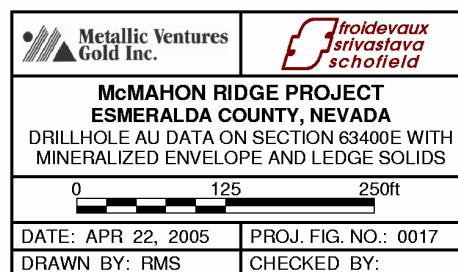 Metallic Ventures
Gold Inc.
froidevaux
srivastava
schofield
McMAHON RIDGE PROJECT
ESMERALDA COUNTY, NEVADA
DRILLHOLE AU DATA ON SECTION 63400E WITH
MINERALIZED ENVELOPE AND LEDGE SOLIDS
0 125 250ft
DATE: APR 22, 2005 PROJ. FIG. NO.: 0017
DRAWN BY: RMS CHECKED BY: